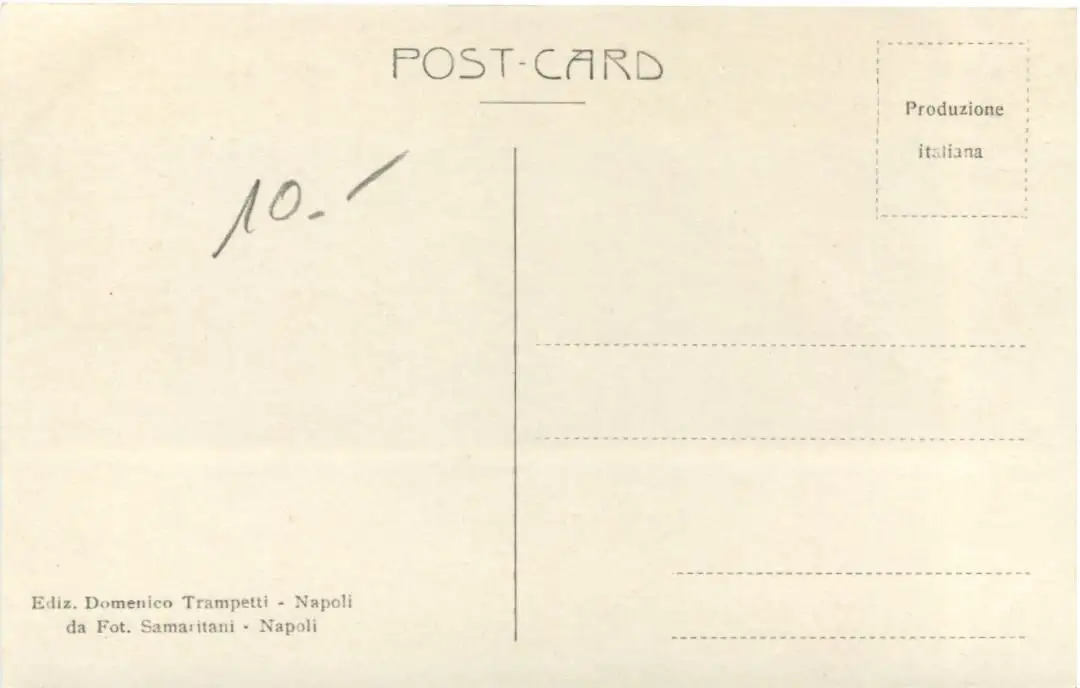 POST-CARD
Produzione
italiana
10.-
Ediz. Domenico Trampetti - Napoli
da Fot. Samaritani - Napoli